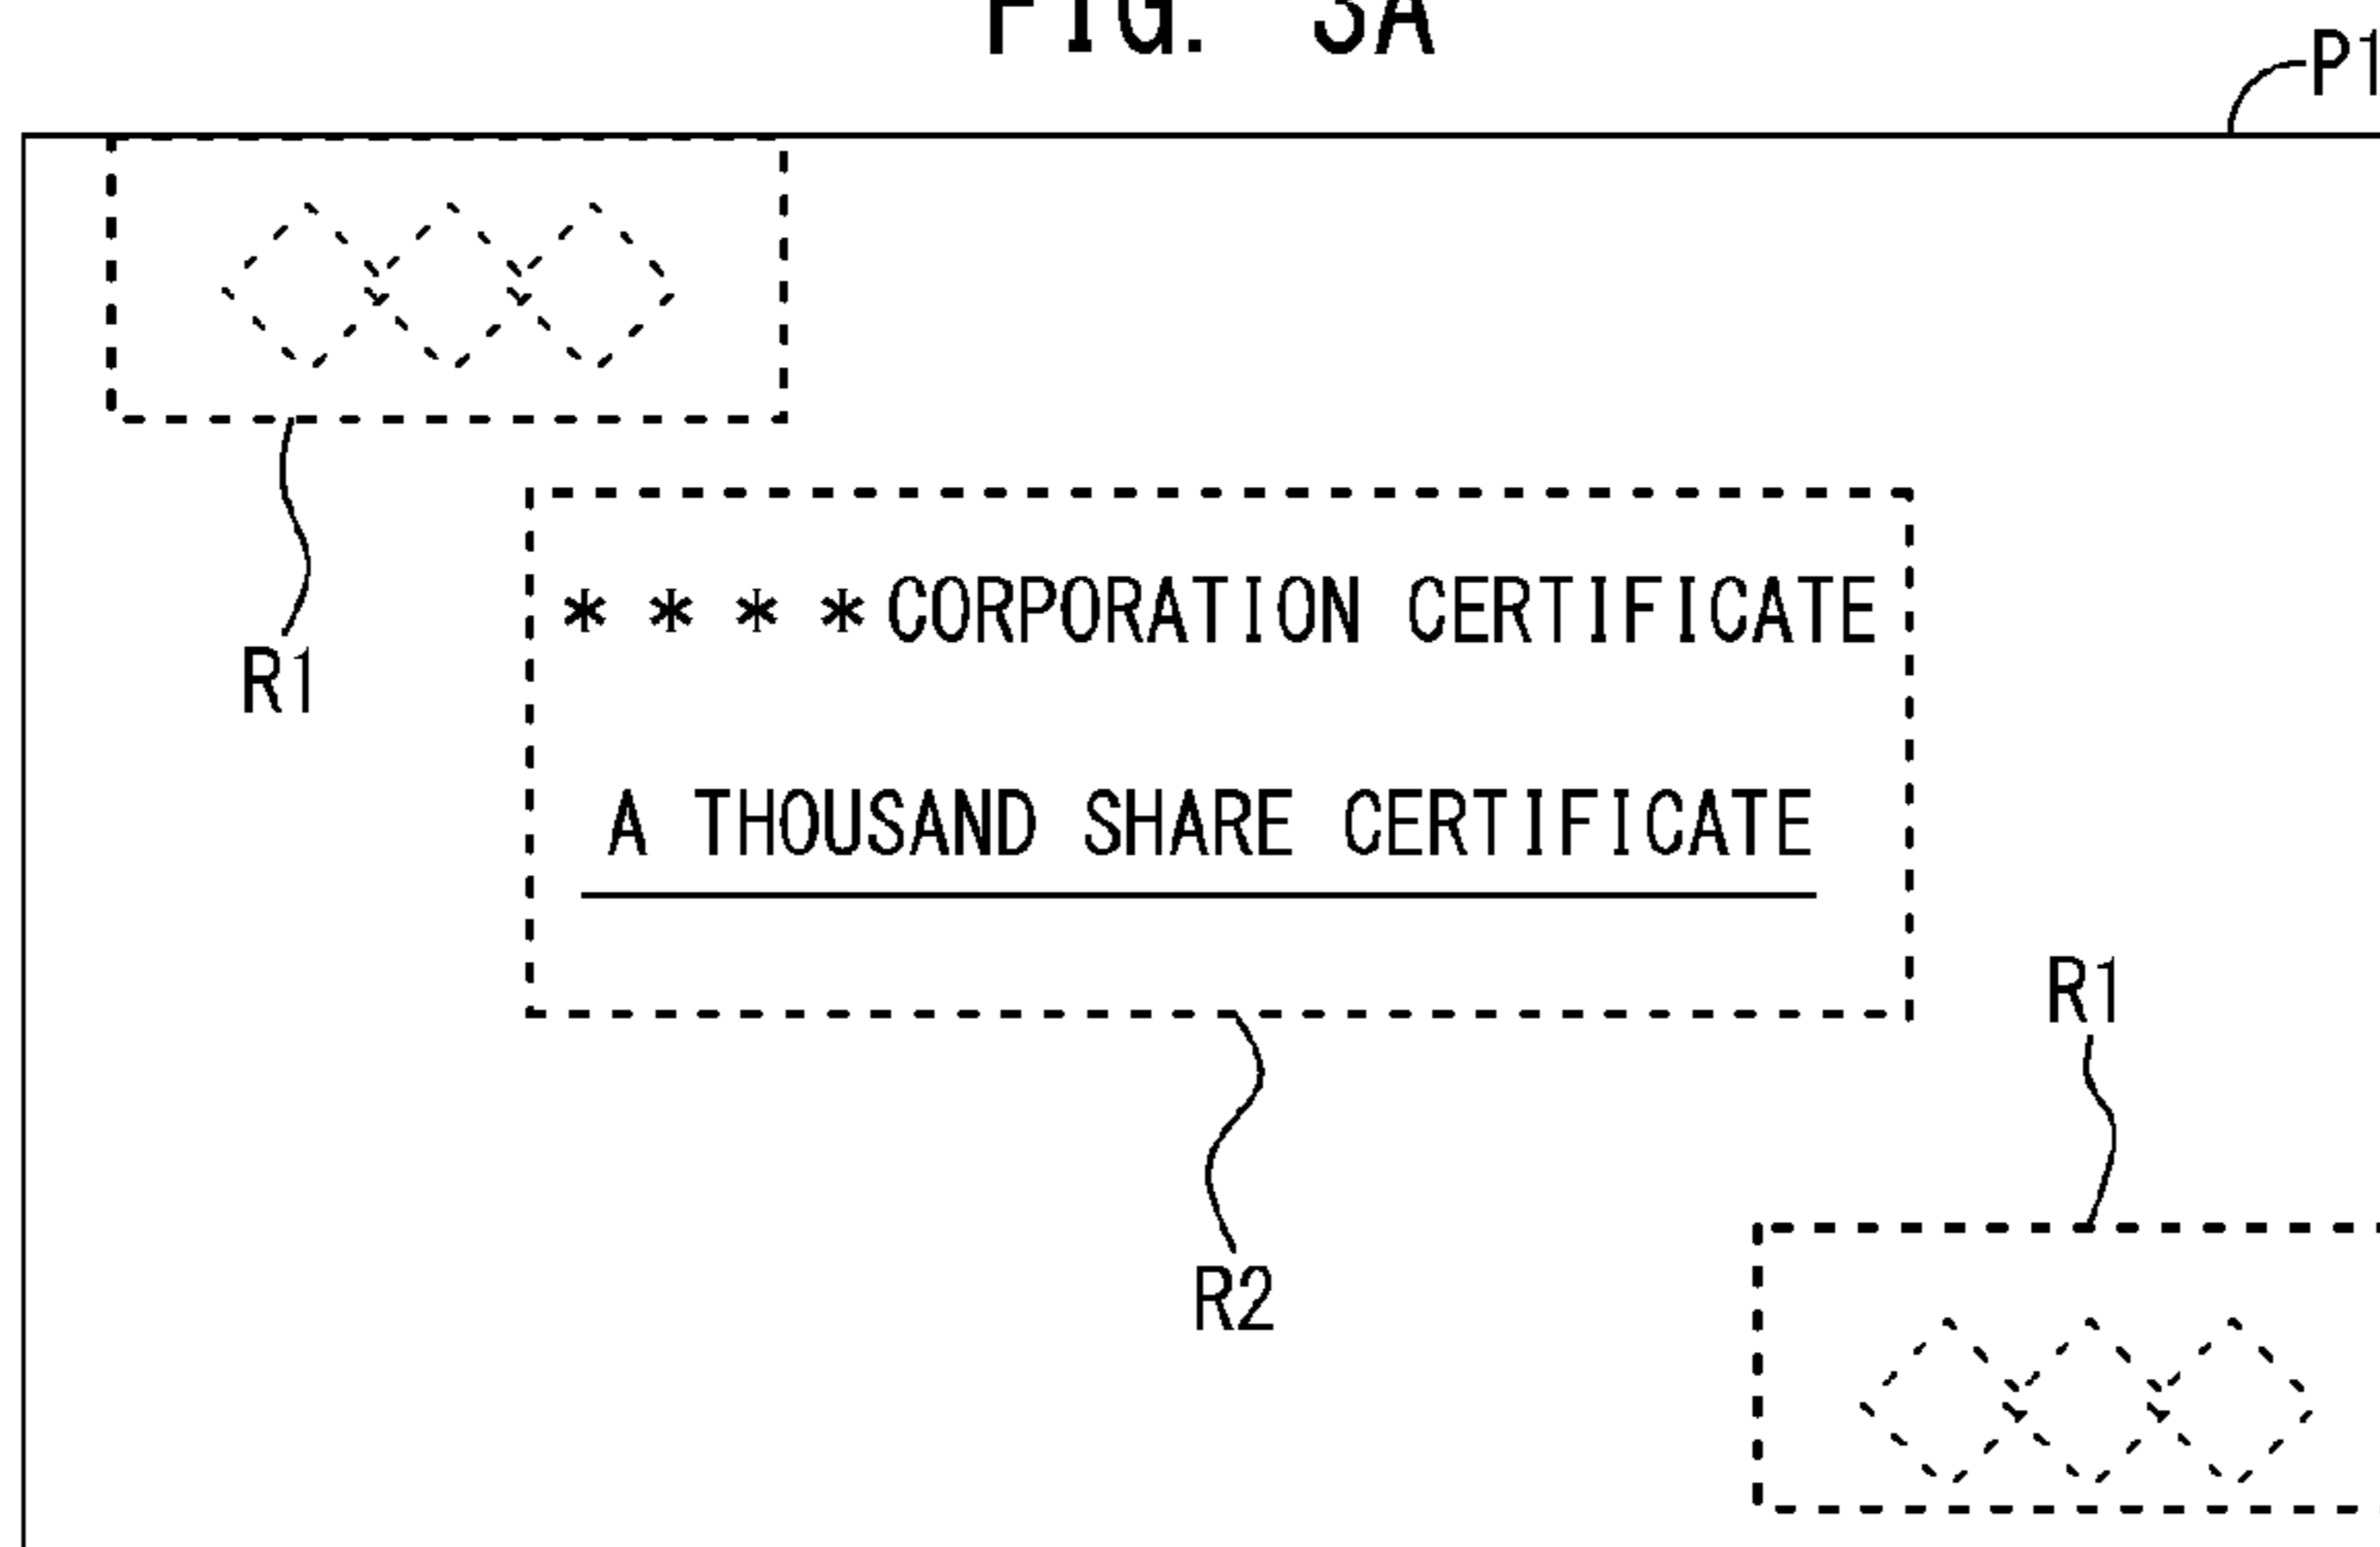 FIG. 3A
P1
R1
* * * * CORPORATION CERTIFICATE
A THOUSAND SHARE CERTIFICATE
R1
R2